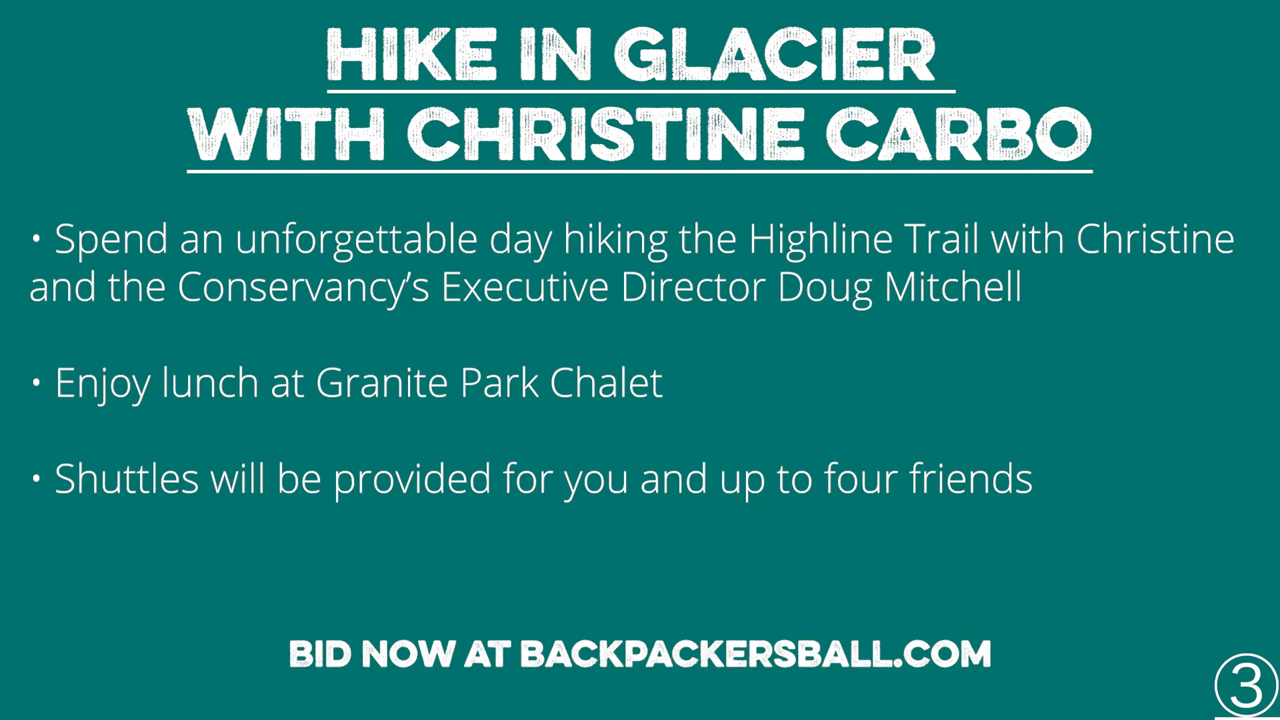 HIKE IN GLACIER
WITH CHRISTINE CARBO
• Spend an unforgettable day hiking the Highline Trail with Christine
and the Conservancy’s Executive Director Doug Mitchell
• Enjoy lunch at Granite Park Chalet
• Shuttles will be provided for you and up to four friends
BID NOW AT BACKPACKERSBALL.COM
3